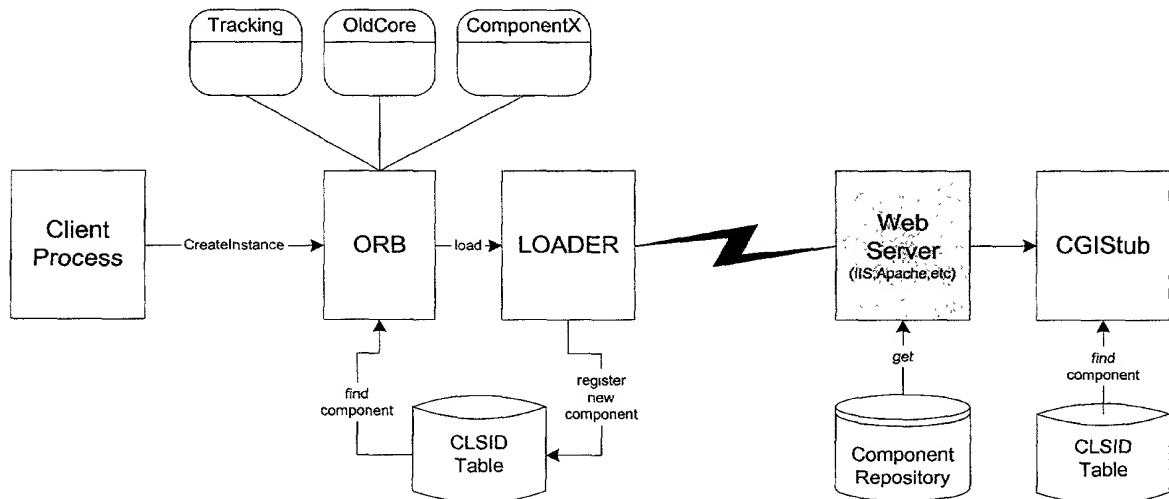 Tracking
OldCore
ComponentX
Client
Process
CreateInstance
ORB
load
LOADER
Web
Server
(IIS,Apache,etc)
CGIStub
find
component
register
new
component
get
find
component
CLSID
Table
Component
Repository
CLSID
Table